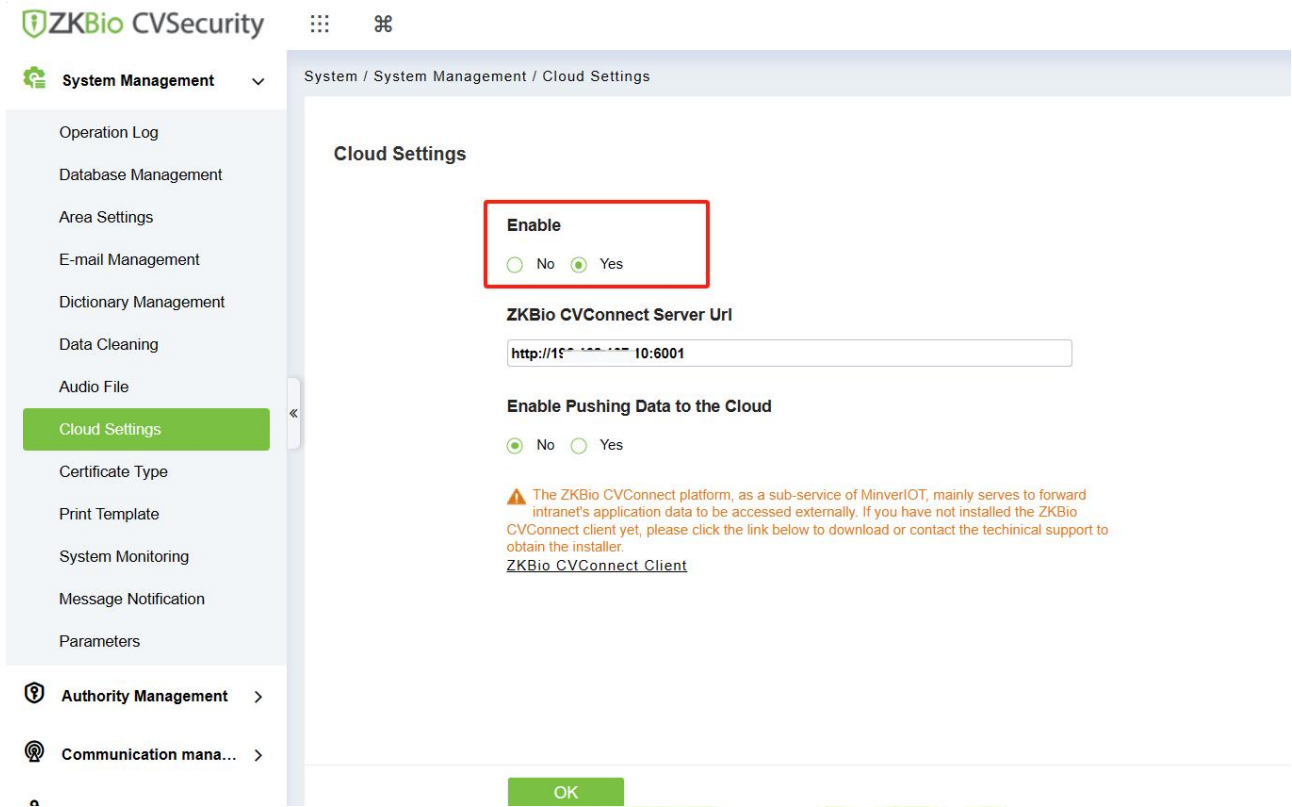 ZKBio CVSecurity
System Management
System / System Management / Cloud Settings
Operation Log
Database Management
Area Settings
E-mail Management
Dictionary Management
Data Cleaning
Audio File
Cloud Settings
Certificate Type
Print Template
System Monitoring
Message Notification
Parameters
Authority Management
Communication mana...
Cloud Settings
Enable
No Yes
ZKBio CVConnect Server Url
10:6001
Enable Pushing Data to the Cloud
No Yes
The ZKBio CVConnect platform, as a sub-service of MinverIOT, mainly serves to forward
intranet's application data to be accessed externally. If you have not installed the ZKBio
CVConnect client yet, please click the link below to download or contact the techinical support to
obtain the installer.
ZKBio CVConnect Client
OK